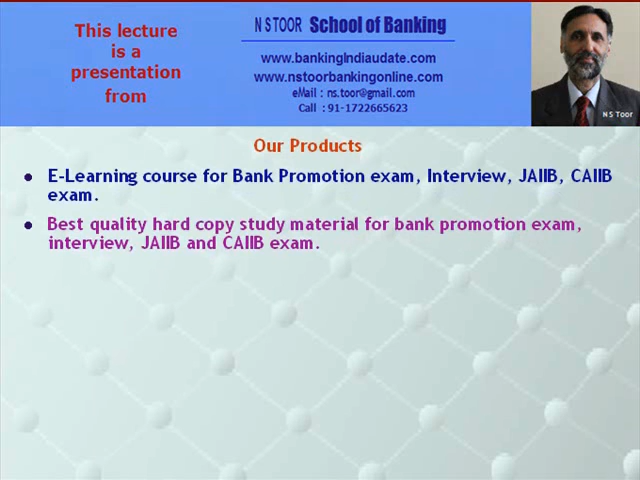 This lecture
is a
presentation
from
N S TOOR School of Banking
www.bankingindiaudate.com
www.nstoorbankingonline.com
eMail : ns.toor@gmail.com
Call : 91-1722665623
N S Toor
Our Products
E-Learning course for Bank Promotion exam, Interview, JAIIB, CAIIB
exam.
Best quality hard copy study material for bank promotion exam,
interview, JAIIB and CAIIB exam.